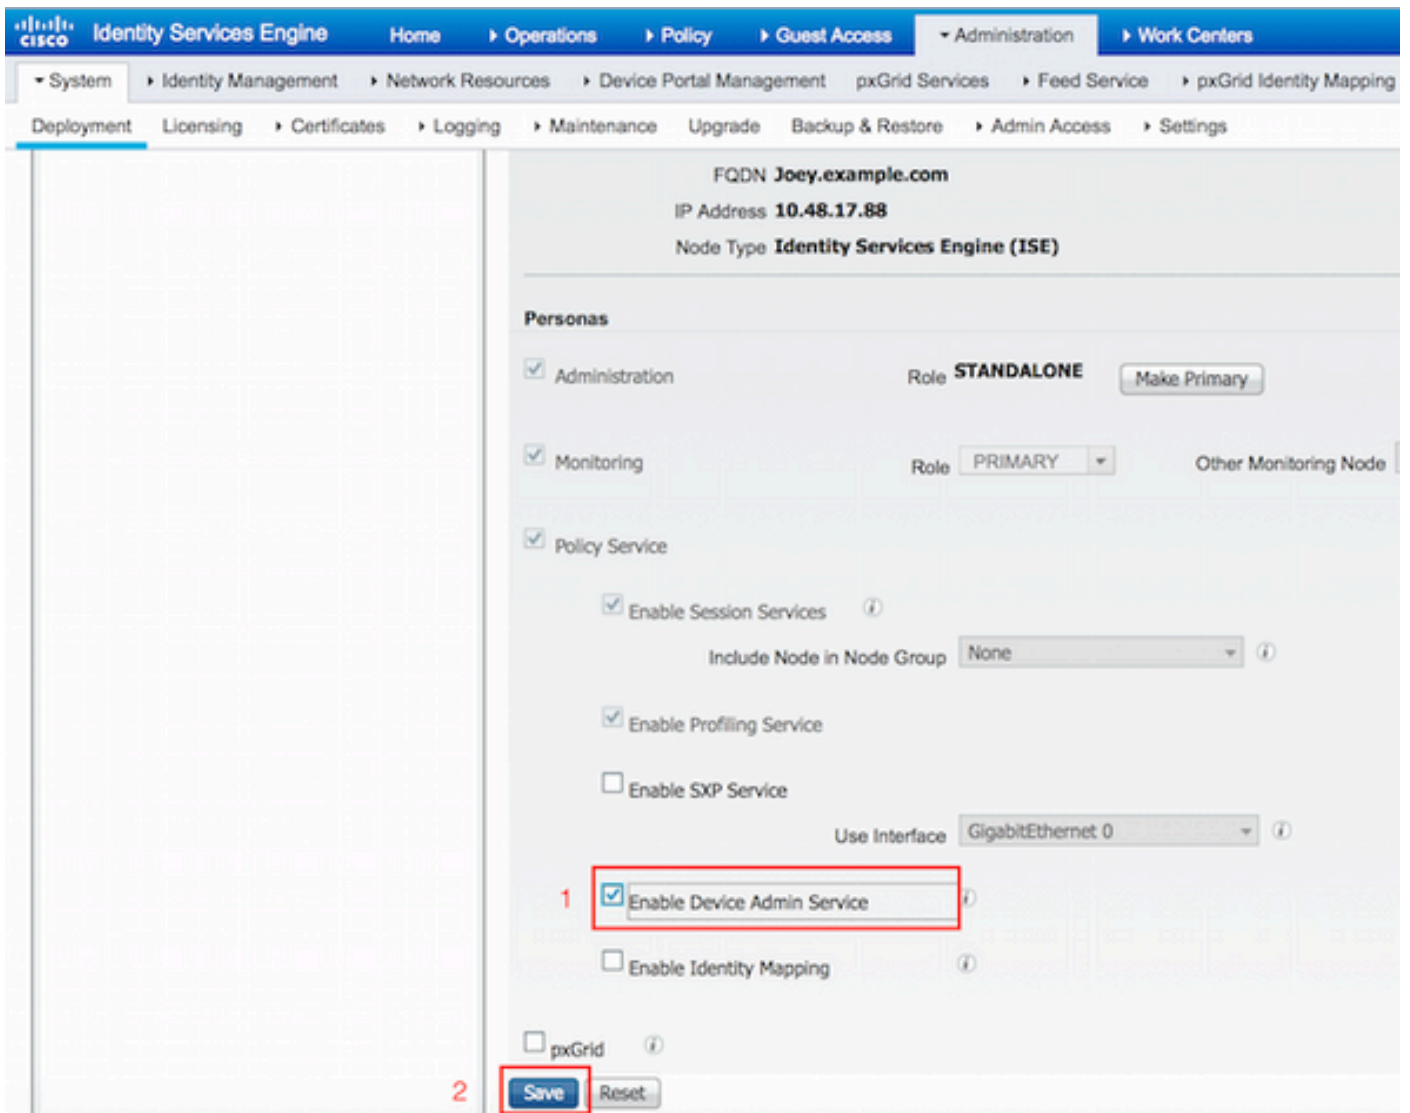 CISCO Identity Services Engine Home Operations Policy Guest Access Administration Work Centers
System Identity Management Network Resources Device Portal Management pxGrid Services Feed Service pxGrid Identity Mapping
Deployment Licensing Certificates Logging Maintenance Upgrade Backup & Restore Admin Access Settings
FQDN Joey.example.com
IP Address 10.48.17.88
Node Type Identity Services Engine (ISE)
Personas
Administration Role STANDALONE Make Primary
Monitoring Role PRIMARY Other Monitoring Node
Policy Service
Enable Session Services
Include Node in Node Group None
Enable Profiling Service
Enable SXP Service
Use Interface GigabitEthernet 0
1 Enable Device Admin Service
Enable Identity Mapping
pxGrid
2 Save Reset